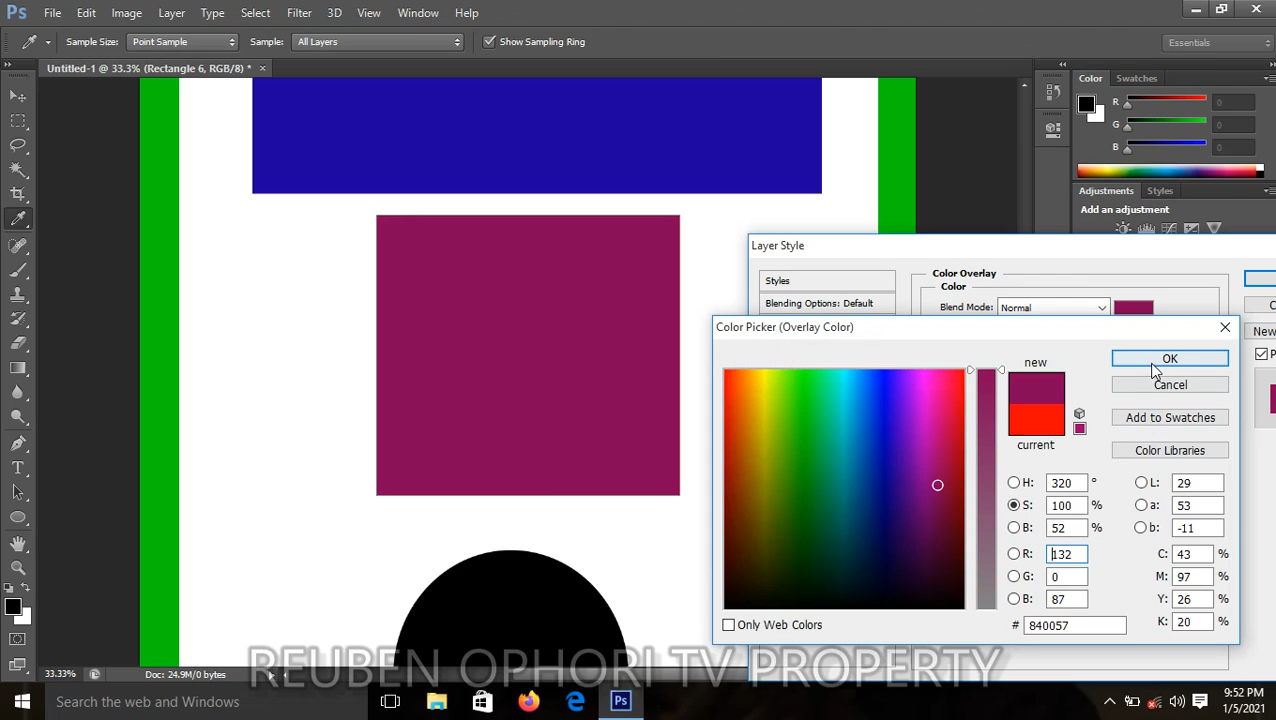 Ps File Edit Image Layer Type Select Filter 3D View Window Help
Sample Size: Point Sample Sample: All Layers Show Sampling Ring Essentials
Untitled-1 @ 33.3% (Rectangle 6, RGB/8) * ×
Color Swatches
R 0
G 0
B 0
Adjustments Styles
Add an adjustment
Layer Style
Styles
Blending Options: Default
Color Overlay
Color
Blend Mode: Normal
New
Color Picker (Overlay Color)
new
current
OK
Cancel
Add to Swatches
Color Libraries
H: 320 °
S: 100 %
B: 52 %
R: 132
G: 0
B: 87
L: 29
a: 53
b: -11
C: 43 %
M: 97 %
Y: 26 %
K: 20 %
# 840057
Only Web Colors
T
33.33% Doc: 24.9M/0 bytes
REUBEN OPHORI TV PROPERTY
Search the web and Windows
Ps
9:52 PM
1/5/2021